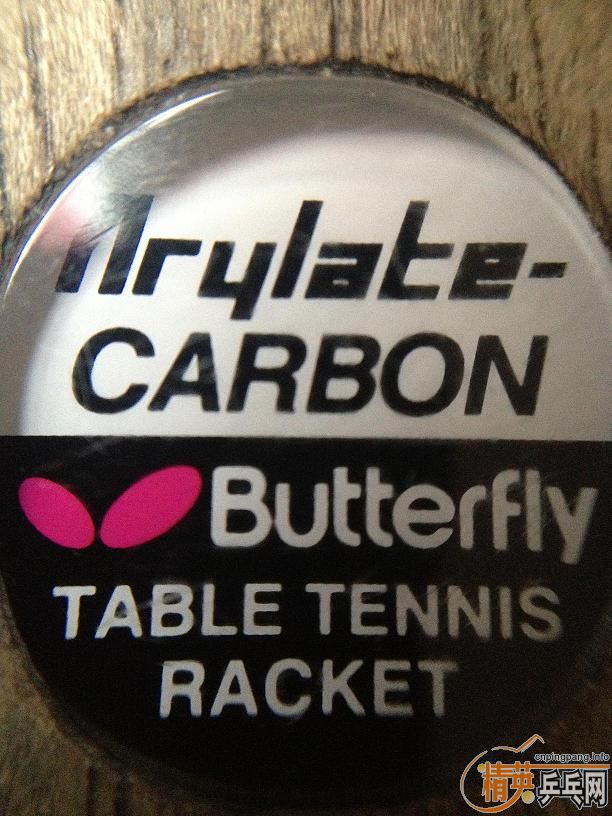 Arylate-
CARBON
Butterfly
TABLE TENNIS
RACKET
cnpingpang.info
精英乒乓网